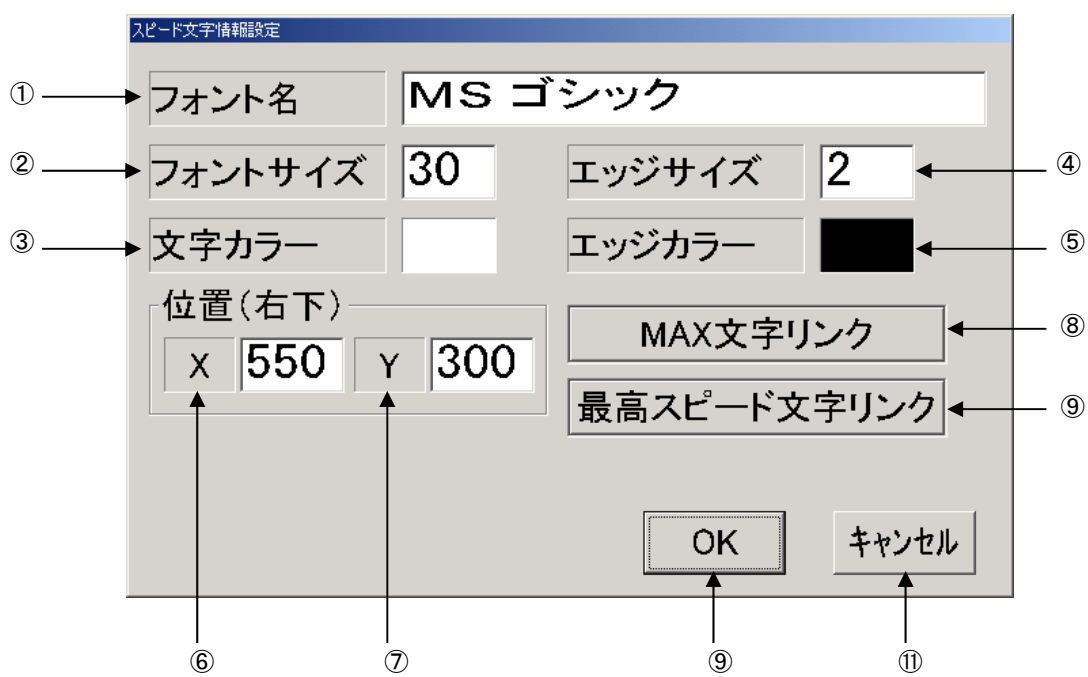 スピード文字情報設定
① フォント名 MS ゴシック
② フォントサイズ 30 エッジサイズ 2 ④
③ 文字カラー エッジカラー ⑤
位置(右下)
X 550 Y 300
MAX文字リンク ⑧
最高スピード文字リンク ⑨
OK キャンセル
⑥ ⑦ ⑨ ⑪